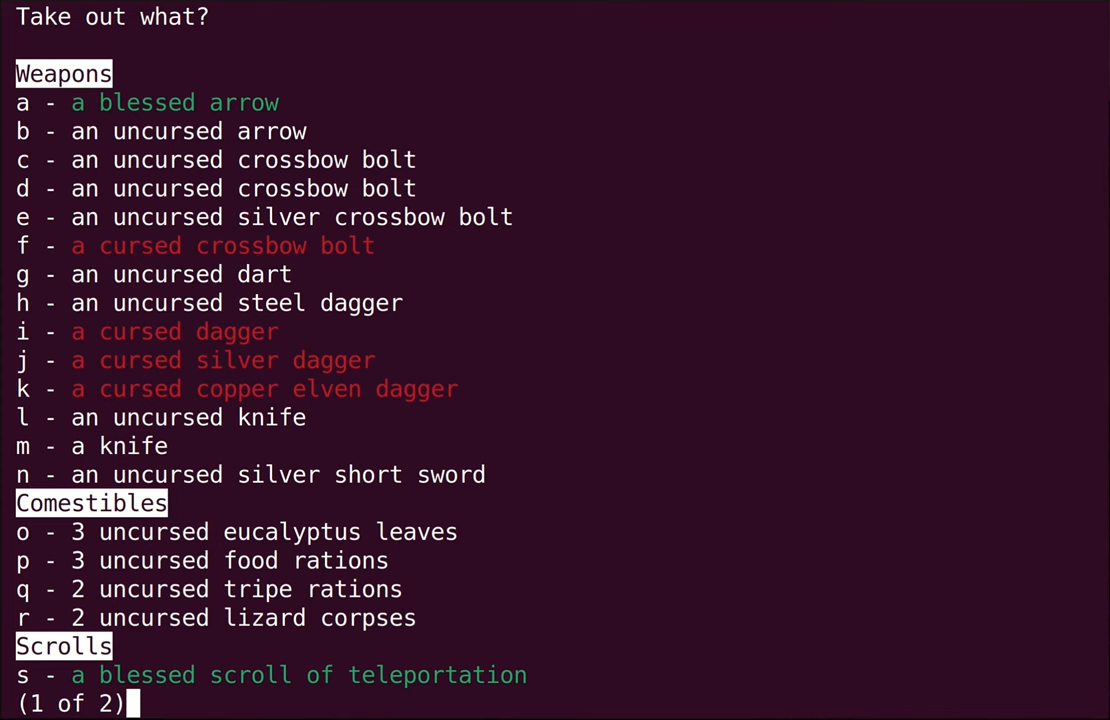 Take out what?
Weapons
a - a blessed arrow
b - an uncursed arrow
c - an uncursed crossbow bolt
d - an uncursed crossbow bolt
e - an uncursed silver crossbow bolt
f - a cursed crossbow bolt
g - an uncursed dart
h - an uncursed steel dagger
i - a cursed dagger
j - a cursed silver dagger
k - a cursed copper elven dagger
l - an uncursed knife
m - a knife
n - an uncursed silver short sword
Comestibles
o - 3 uncursed eucalyptus leaves
p - 3 uncursed food rations
q - 2 uncursed tripe rations
r - 2 uncursed lizard corpses
Scrolls
s - a blessed scroll of teleportation
(1 of 2)